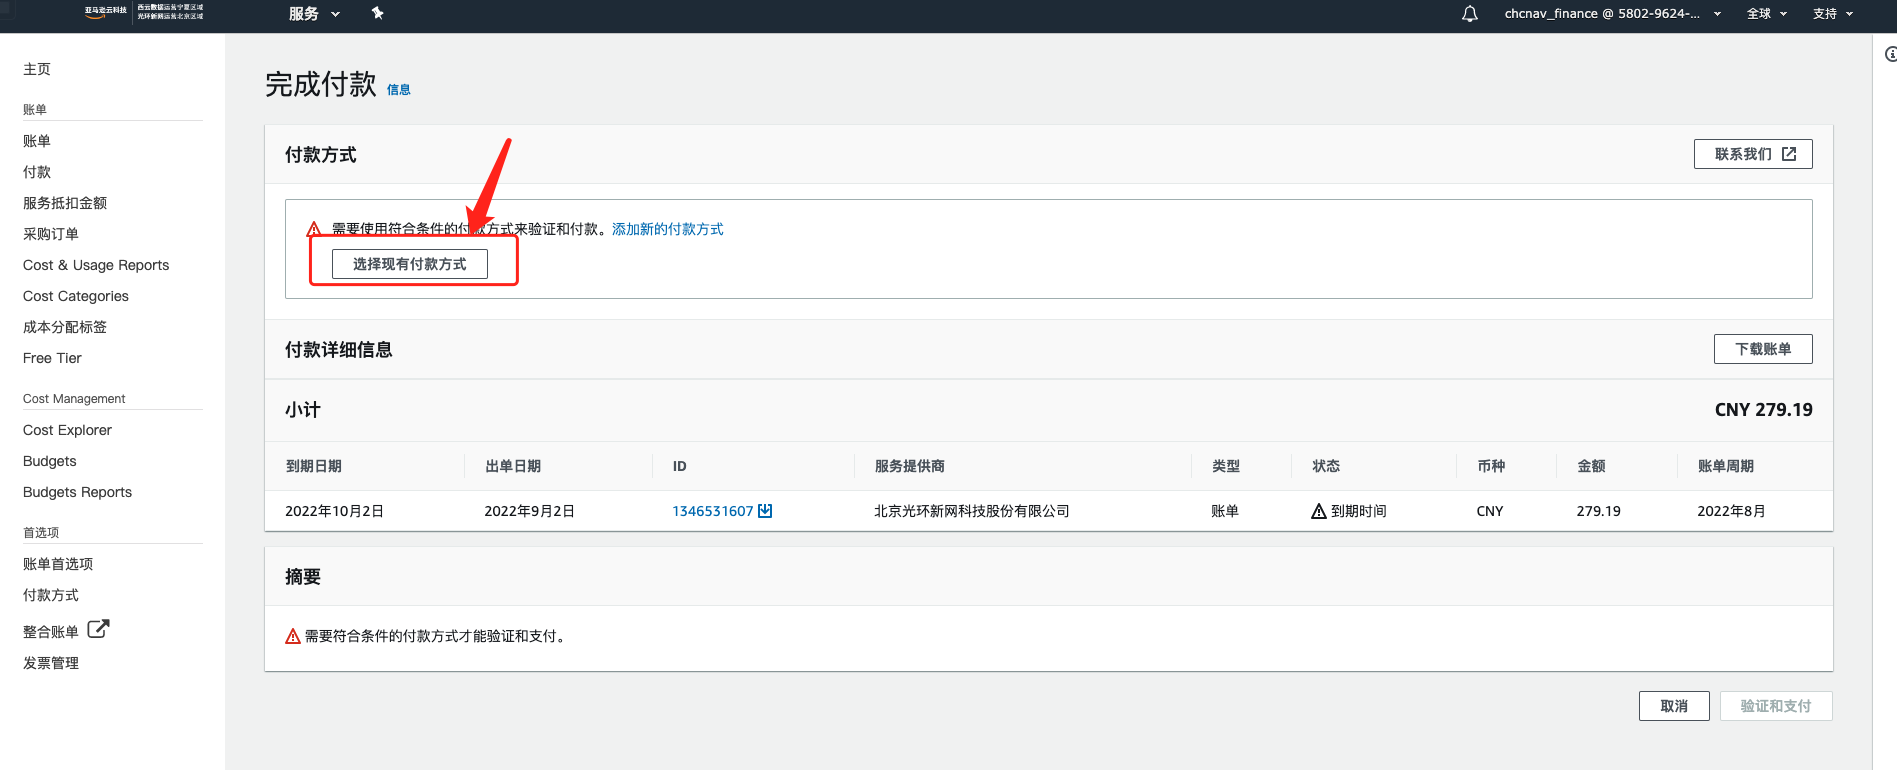 亚马逊云科技
西云数据运营宁夏区域
光环新网运营北京区域
服务
chcnav_finance @ 5802-9624-...
全球
支持
主页
账单
账单
付款
服务抵扣金额
采购订单
Cost & Usage Reports
Cost Categories
成本分配标签
Free Tier
Cost Management
Cost Explorer
Budgets
Budgets Reports
首选项
账单首选项
付款方式
整合账单
发票管理
完成付款 信息
付款方式
联系我们
需要使用符合条件的付款方式来验证和付款。添加新的付款方式
选择现有付款方式
付款详细信息
下载账单
小计
CNY 279.19
到期日期 出单日期 ID 服务提供商 类型 状态 币种 金额 账单周期
2022年10月2日 2022年9月2日 1346531607 北京光环新网科技股份有限公司 账单 到期时间 CNY 279.19 2022年8月
摘要
需要符合条件的付款方式才能验证和支付。
取消
验证和支付